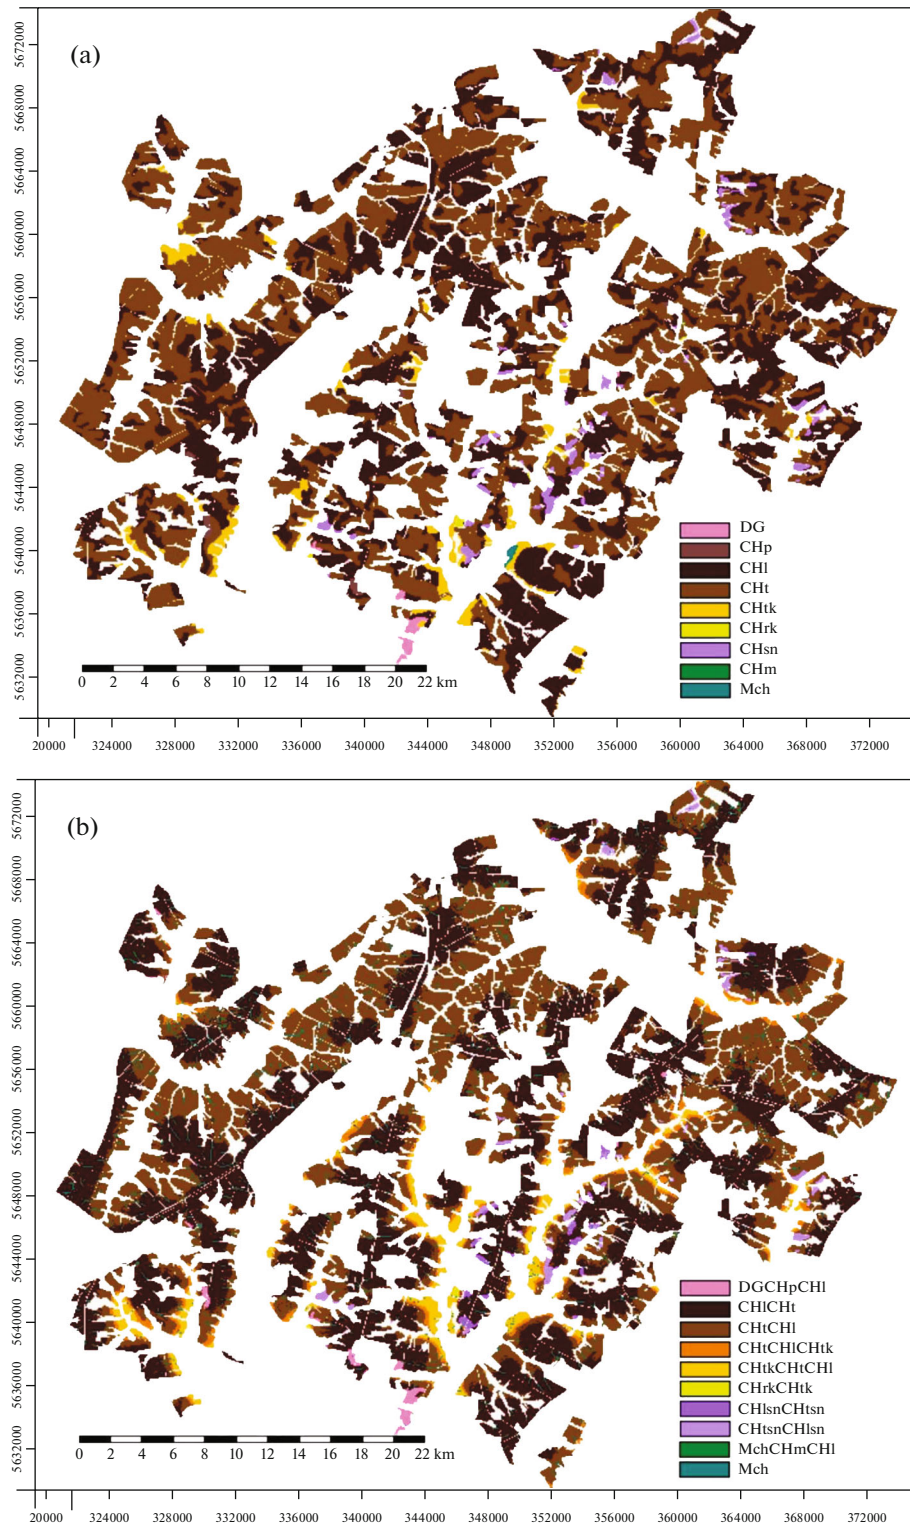 (a)
5672000
5668000
5664000
5660000
5656000
5652000
5648000
5644000
5640000
5636000
5632000
DG
CHp
CHl
CHt
CHtk
CHrk
CHsn
CHm
Mch
0 2 4 6 8 10 12 14 16 18 20 22 km
20000 324000 328000 332000 336000 340000 344000 348000 352000 356000 360000 364000 368000 372000
(b)
5672000
5668000
5664000
5660000
5656000
5652000
5648000
5644000
5640000
5636000
5632000
DGCHpCHl
CHlCHt
CHtCHl
CHtCHlCHtk
CHtkCHtCHl
CHrkCHtk
CHlsnCHtsn
CHtsnCHlsn
MchCHmCHl
Mch
0 2 4 6 8 10 12 14 16 18 20 22 km
20000 324000 328000 332000 336000 340000 344000 348000 352000 356000 360000 364000 368000 372000